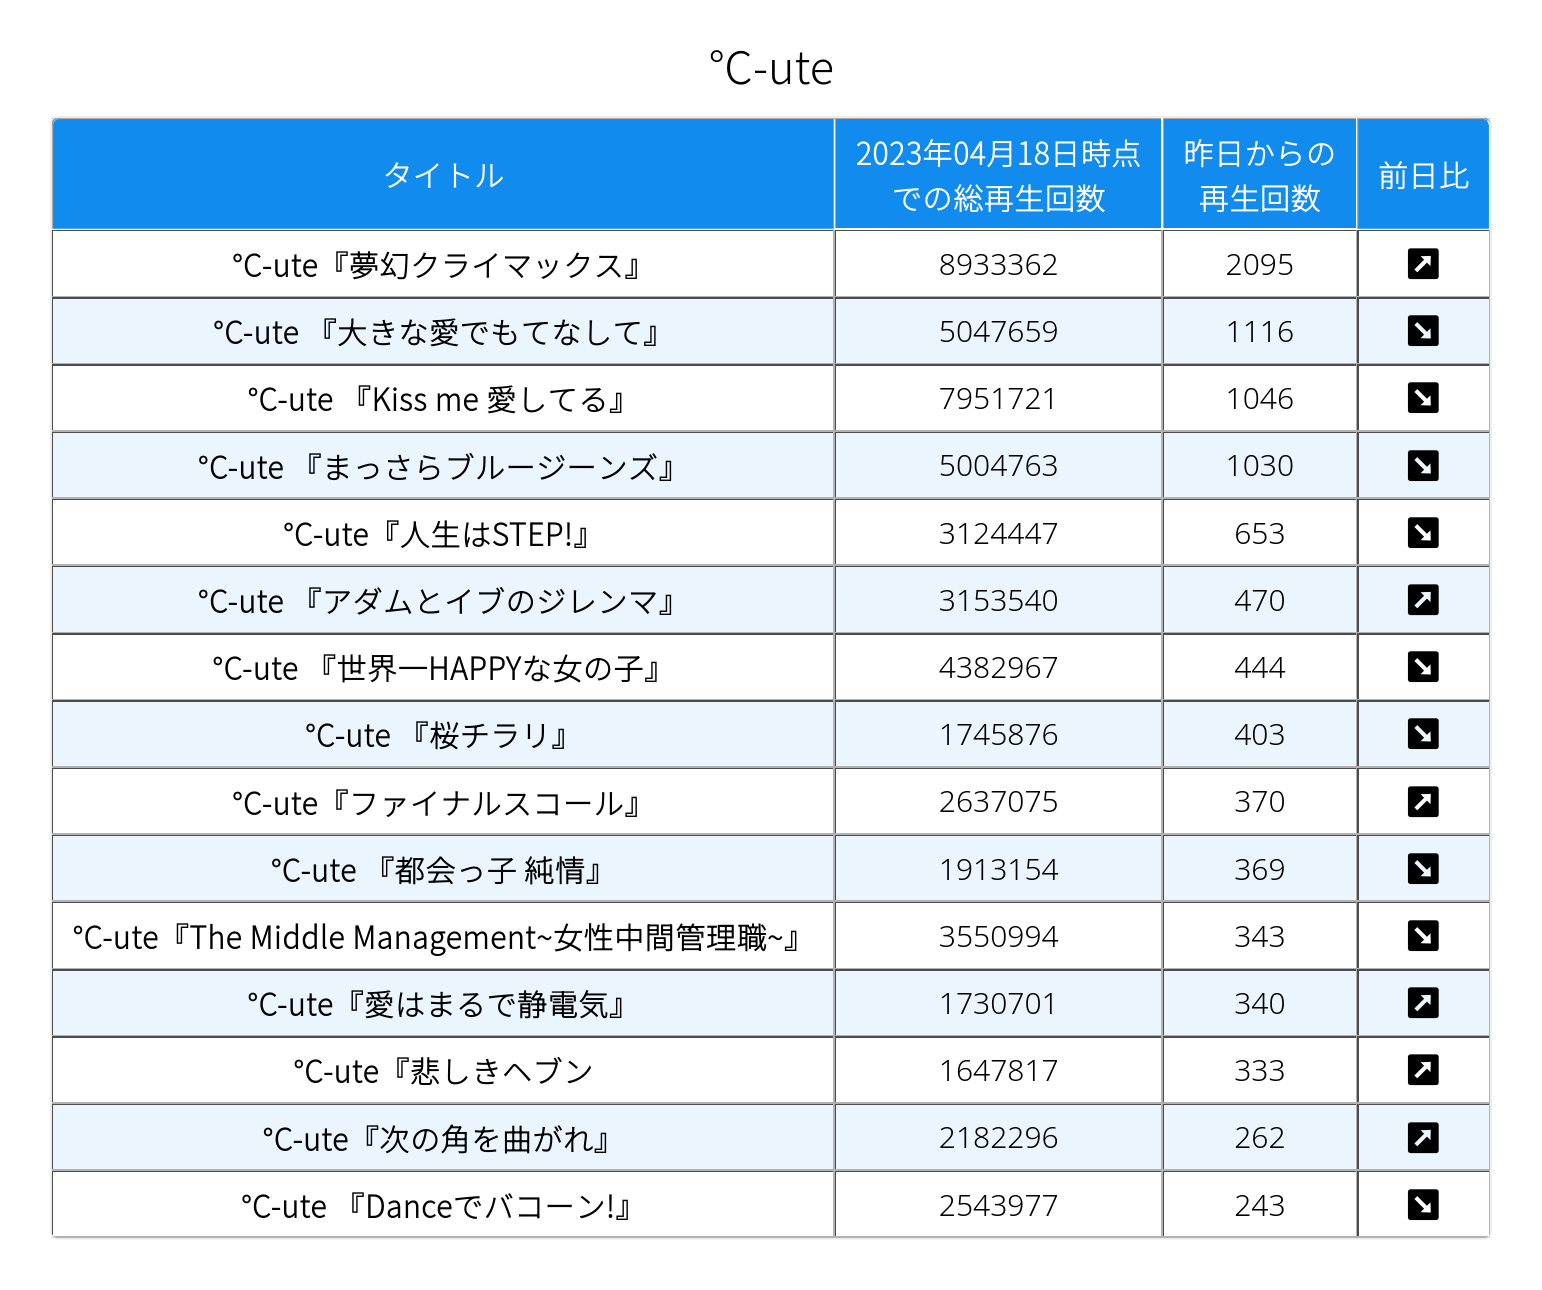 ℃-ute
タイトル
2023年04月18日時点
での総再生回数
昨日からの
再生回数
前日比
℃-ute『夢幻クライマックス』 8933362 2095 ↗
℃-ute 『大きな愛でもてなして』 5047659 1116 ↘
℃-ute 『Kiss me 愛してる』 7951721 1046 ↘
℃-ute 『まっさらブルージーンズ』 5004763 1030 ↘
℃-ute『人生はSTEP!』 3124447 653 ↘
℃-ute 『アダムとイブのジレンマ』 3153540 470 ↗
℃-ute 『世界一HAPPYな女の子』 4382967 444 ↘
℃-ute 『桜チラリ』 1745876 403 ↘
℃-ute『ファイナルスコール』 2637075 370 ↗
℃-ute 『都会っ子 純情』 1913154 369 ↘
℃-ute『The Middle Management~女性中間管理職~』 3550994 343 ↘
℃-ute『愛はまるで静電気』 1730701 340 ↗
℃-ute『悲しきヘブン 1647817 333 ↗
℃-ute『次の角を曲がれ』 2182296 262 ↗
℃-ute 『Danceでバコーン!』 2543977 243 ↘